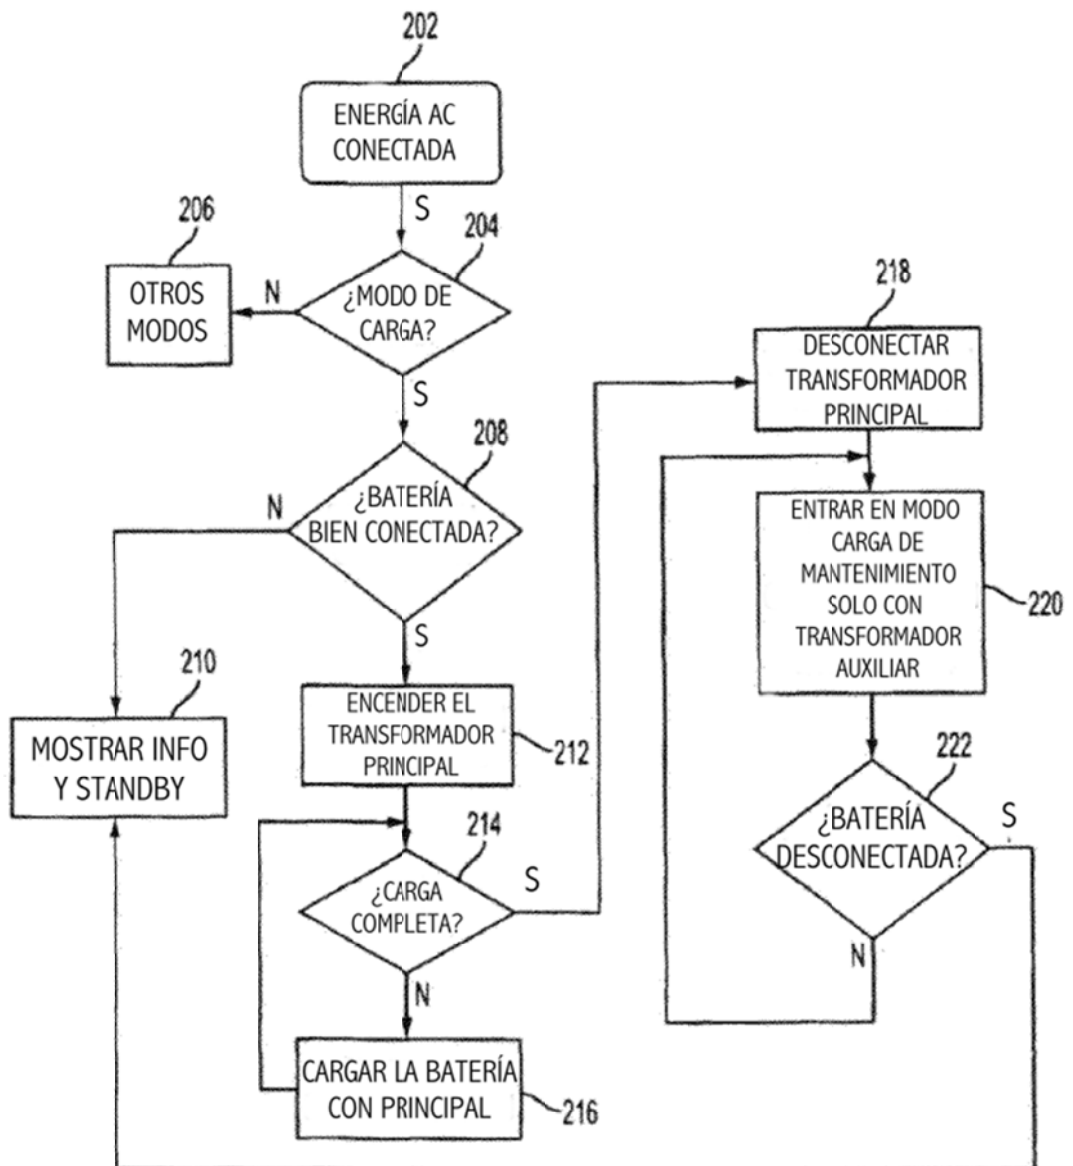 202
ENERGÍA AC
CONECTADA
S
206
204
OTROS
MODOS
N
¿MODO DE
CARGA?
S
208
N
¿BATERÍA
BIEN CONECTADA?
S
210
MOSTRAR INFO
Y STANDBY
ENCENDER EL
TRANSFORMADOR
PRINCIPAL
212
214
¿CARGA
COMPLETA?
S
N
CARGAR LA BATERÍA
CON PRINCIPAL
216
218
DESCONECTAR
TRANSFORMADOR
PRINCIPAL
ENTRAR EN MODO
CARGA DE
MANTENIMIENTO
SOLO CON
TRANSFORMADOR
AUXILIAR
220
222
¿BATERÍA
DESCONECTADA?
S
N